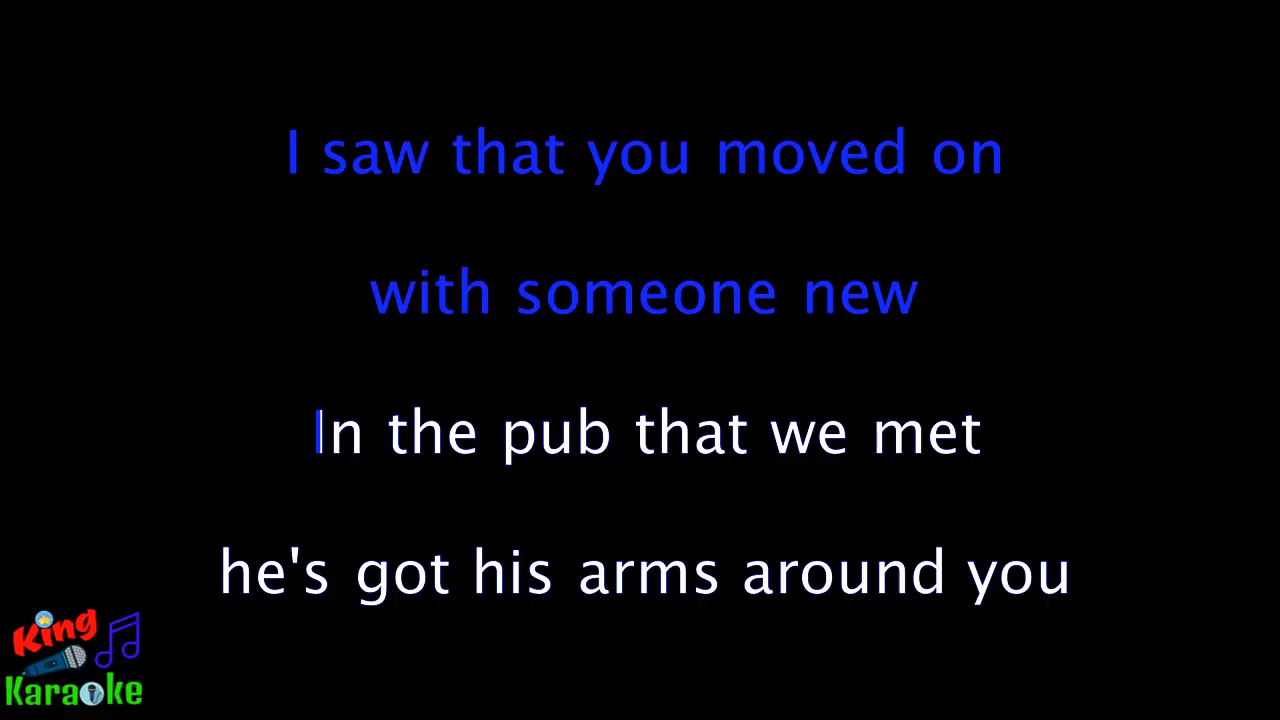 I saw that you moved on
with someone new
In the pub that we met
he's got his arms around you
King
Karaoke